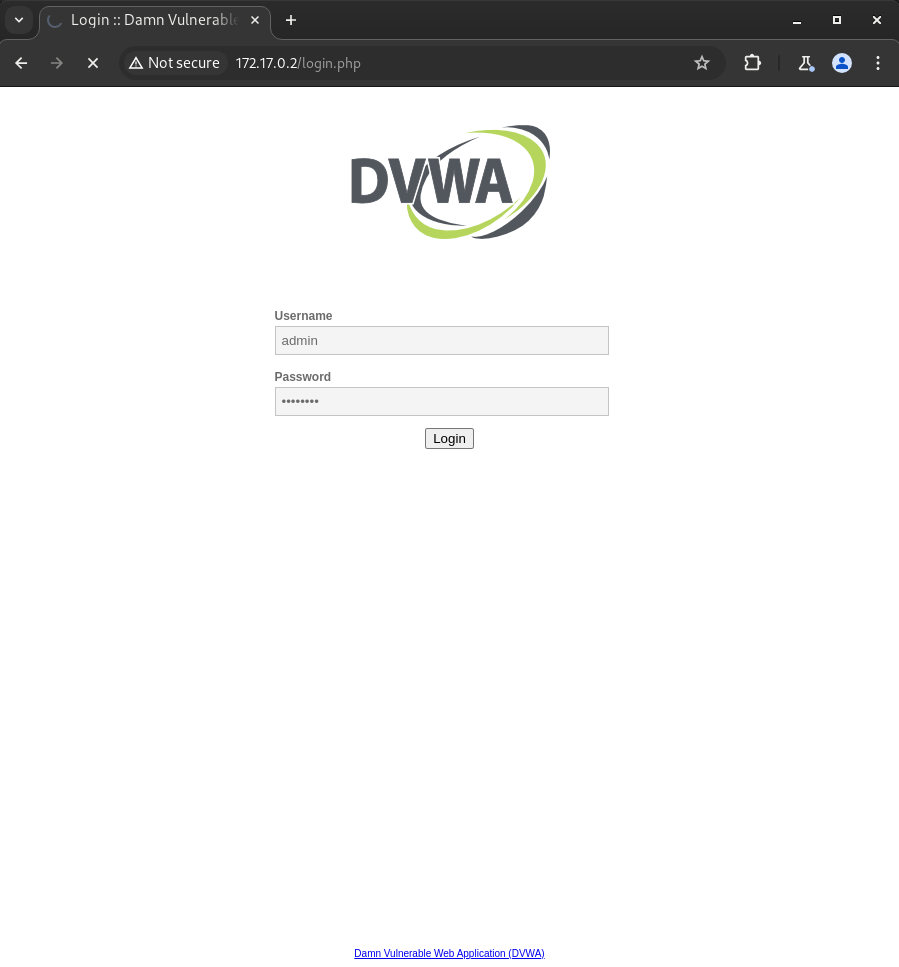 Login :: Damn Vulnerable
Not secure 172.17.0.2/login.php
DVWA
Username
admin
Password
••••••••
Login
Damn Vulnerable Web Application (DVWA)